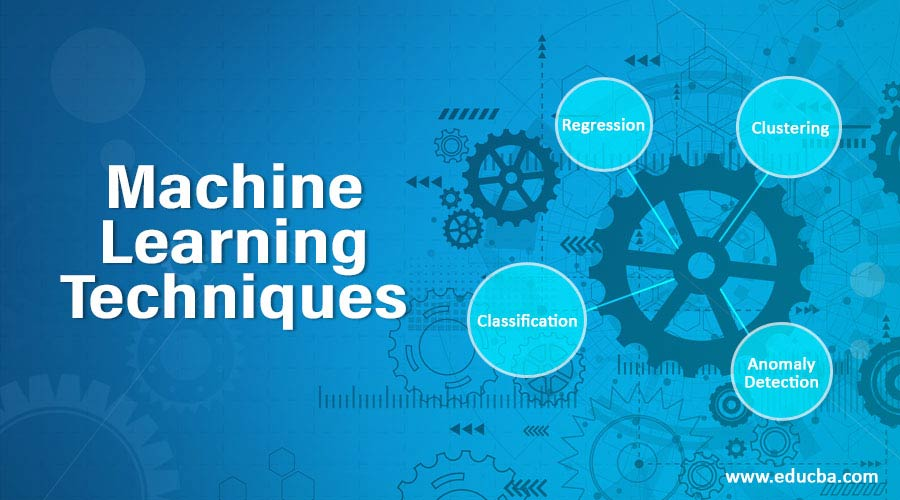 Machine
Learning
Techniques
Regression
Clustering
Classification
Anomaly
Detection
www.educba.com